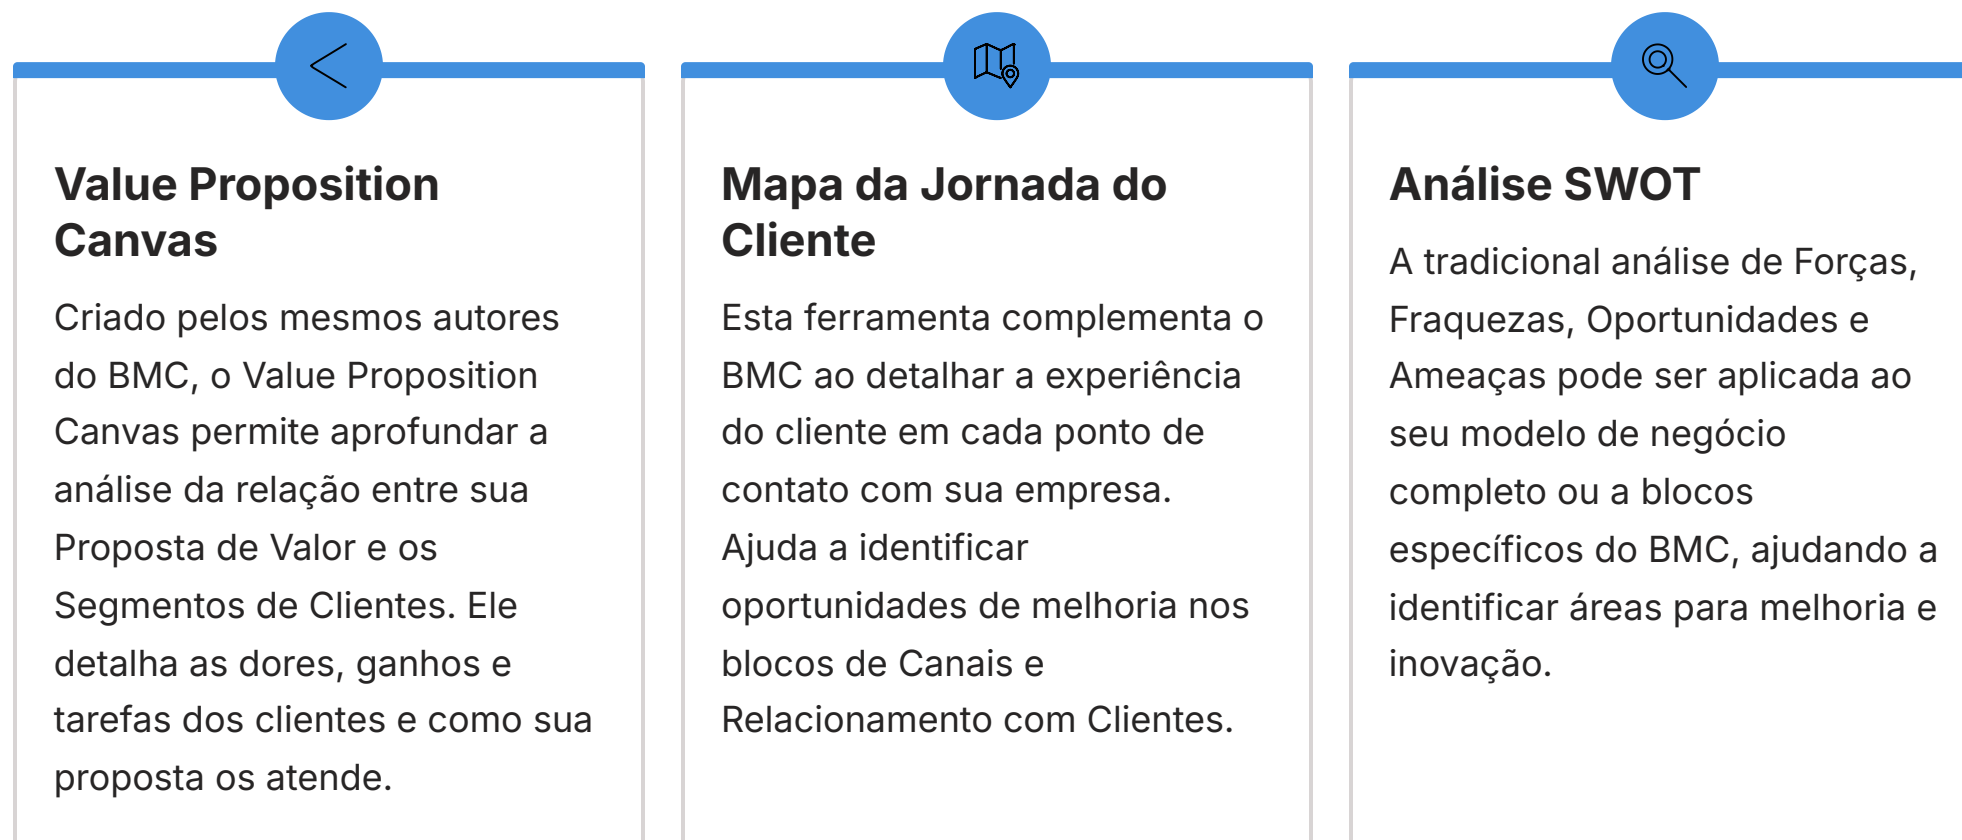 Value Proposition
Canvas
Criado pelos mesmos autores
do BMC, o Value Proposition
Canvas permite aprofundar a
análise da relação entre sua
Proposta de Valor e os
Segmentos de Clientes. Ele
detalha as dores, ganhos e
tarefas dos clientes e como sua
proposta os atende.
Mapa da Jornada do
Cliente
Esta ferramenta complementa o
BMC ao detalhar a experiência
do cliente em cada ponto de
contato com sua empresa.
Ajuda a identificar
oportunidades de melhoria nos
blocos de Canais e
Relacionamento com Clientes.
Análise SWOT
A tradicional análise de Forças,
Fraquezas, Oportunidades e
Ameaças pode ser aplicada ao
seu modelo de negócio
completo ou a blocos
específicos do BMC, ajudando a
identificar áreas para melhoria e
inovação.